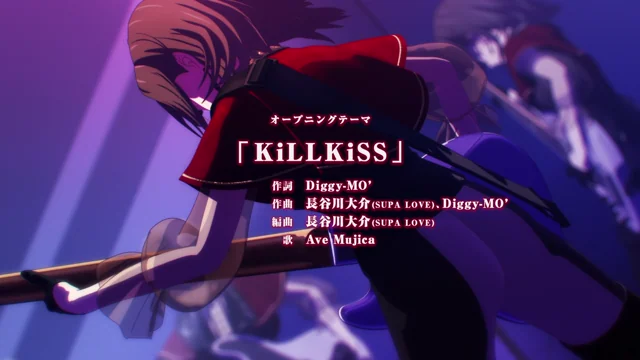 オープニングテーマ
「KiLLKiSS」
作詞 Diggy-MO'
作曲 長谷川大介(SUPA LOVE)、Diggy-MO'
編曲 長谷川大介(SUPA LOVE)
歌 Ave Mujica